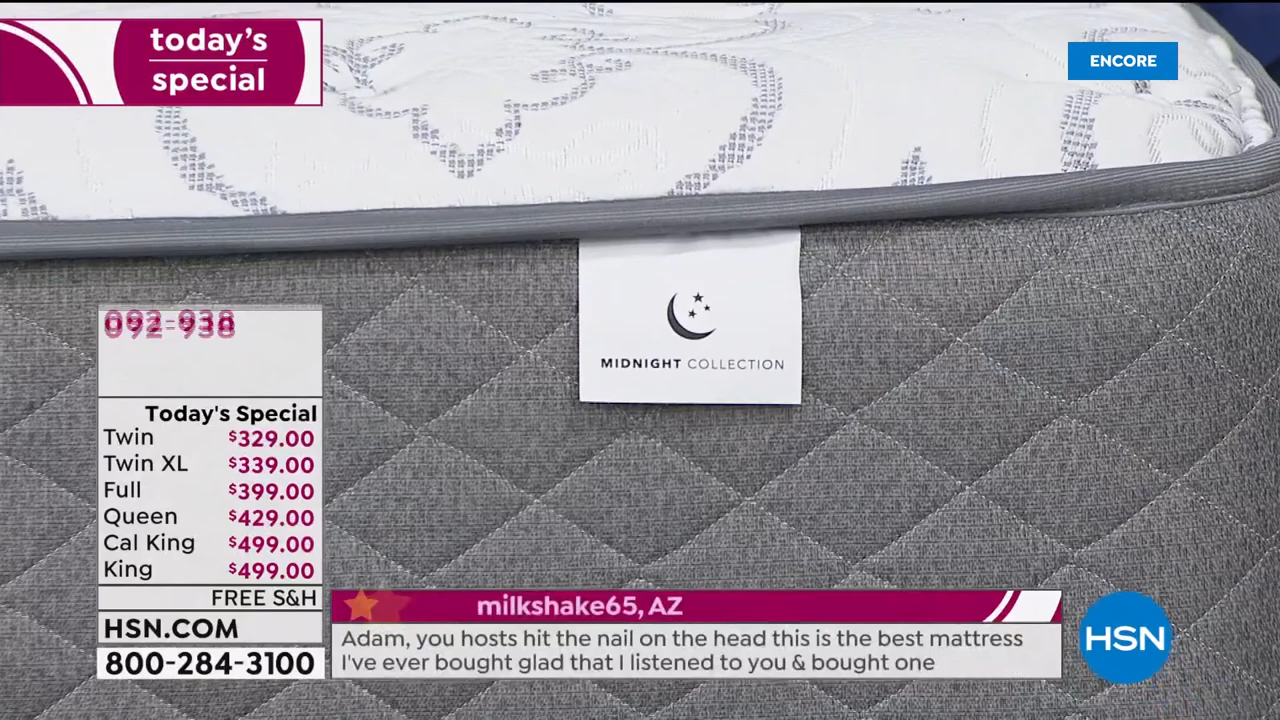 today's
special
ENCORE
MIDNIGHT COLLECTION
092-938
Today's Special
Twin $329.00
Twin XL $339.00
Full $399.00
Queen $429.00
Cal King $499.00
King $499.00
FREE S&H
HSN.COM
800-284-3100
milkshake65, AZ
Adam, you hosts hit the nail on the head this is the best mattress
I've ever bought glad that I listened to you & bought one
HSN